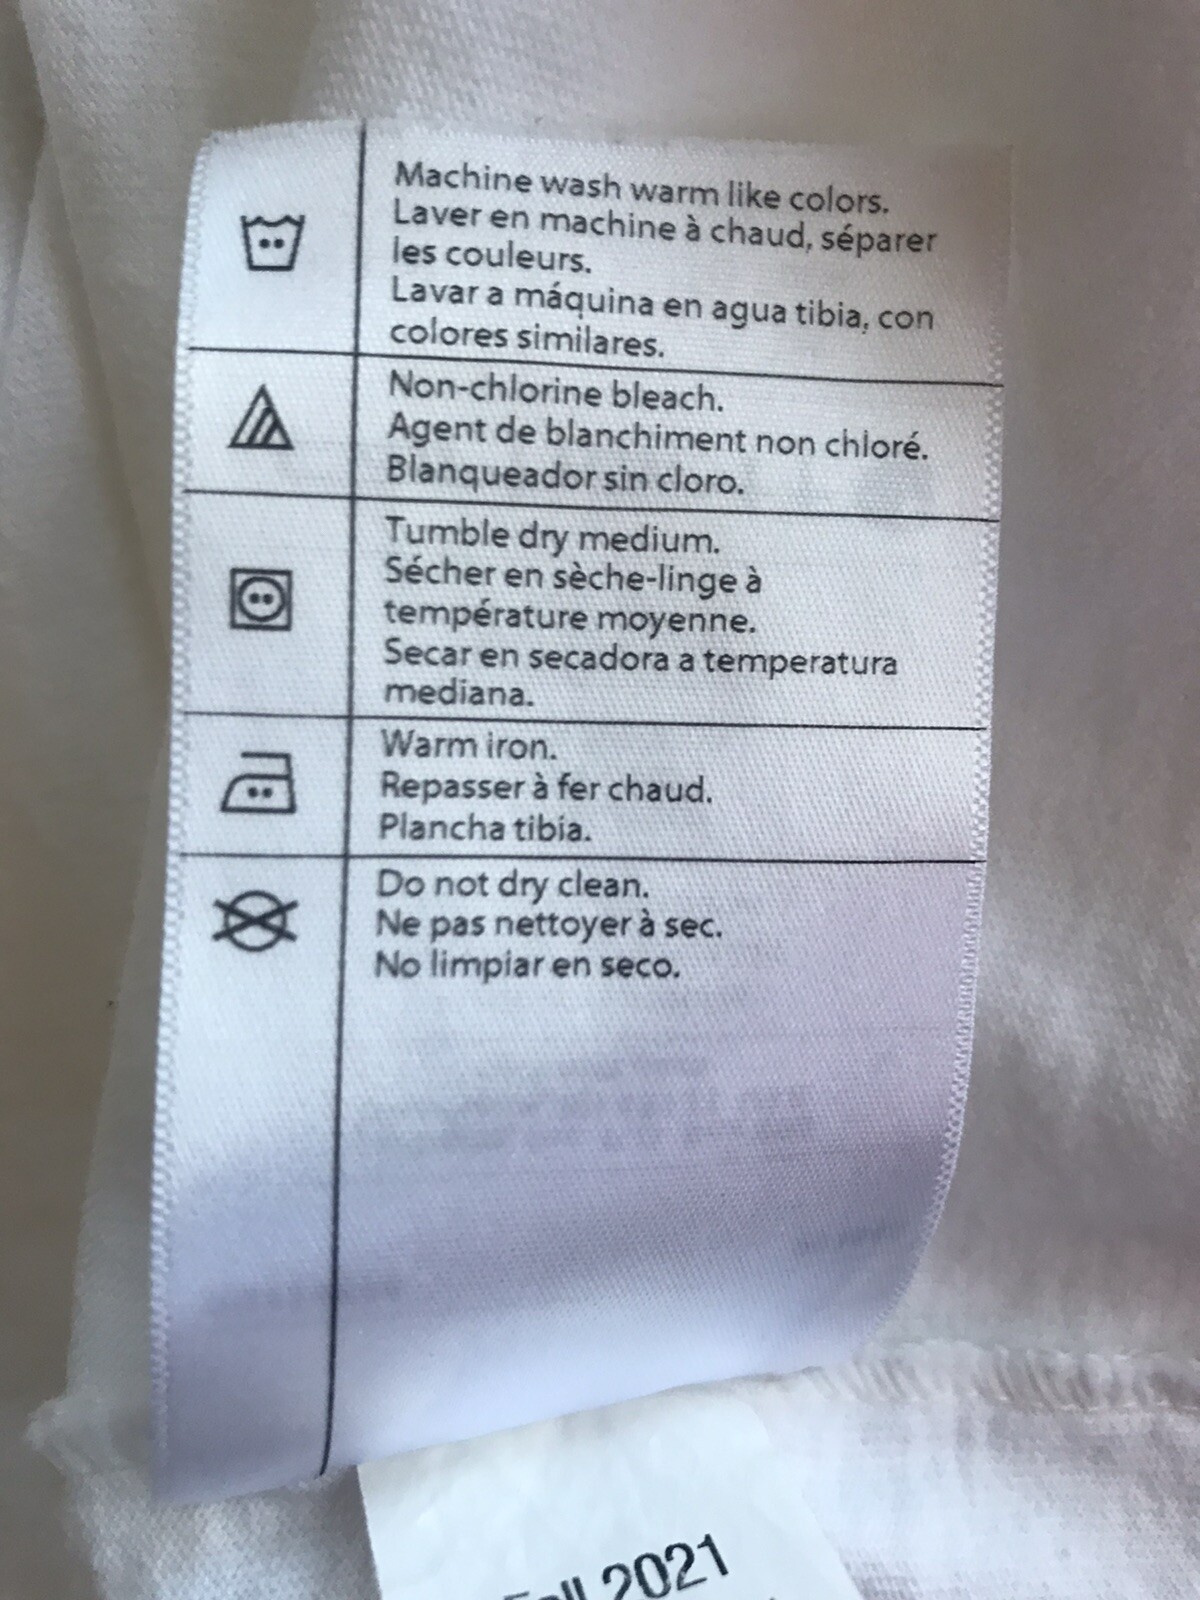 Machine wash warm like colors.
Laver en machine à chaud, séparer
les couleurs.
Lavar a máquina en agua tibia, con
colores similares.
Non-chlorine bleach.
Agent de blanchiment non chloré.
Blanqueador sin cloro.
Tumble dry medium.
Sécher en sèche-linge à
température moyenne.
Secar en secadora a temperatura
mediana.
Warm iron.
Repasser à fer chaud.
Plancha tibia.
Do not dry clean.
Ne pas nettoyer à sec.
No limpiar en seco.
2021